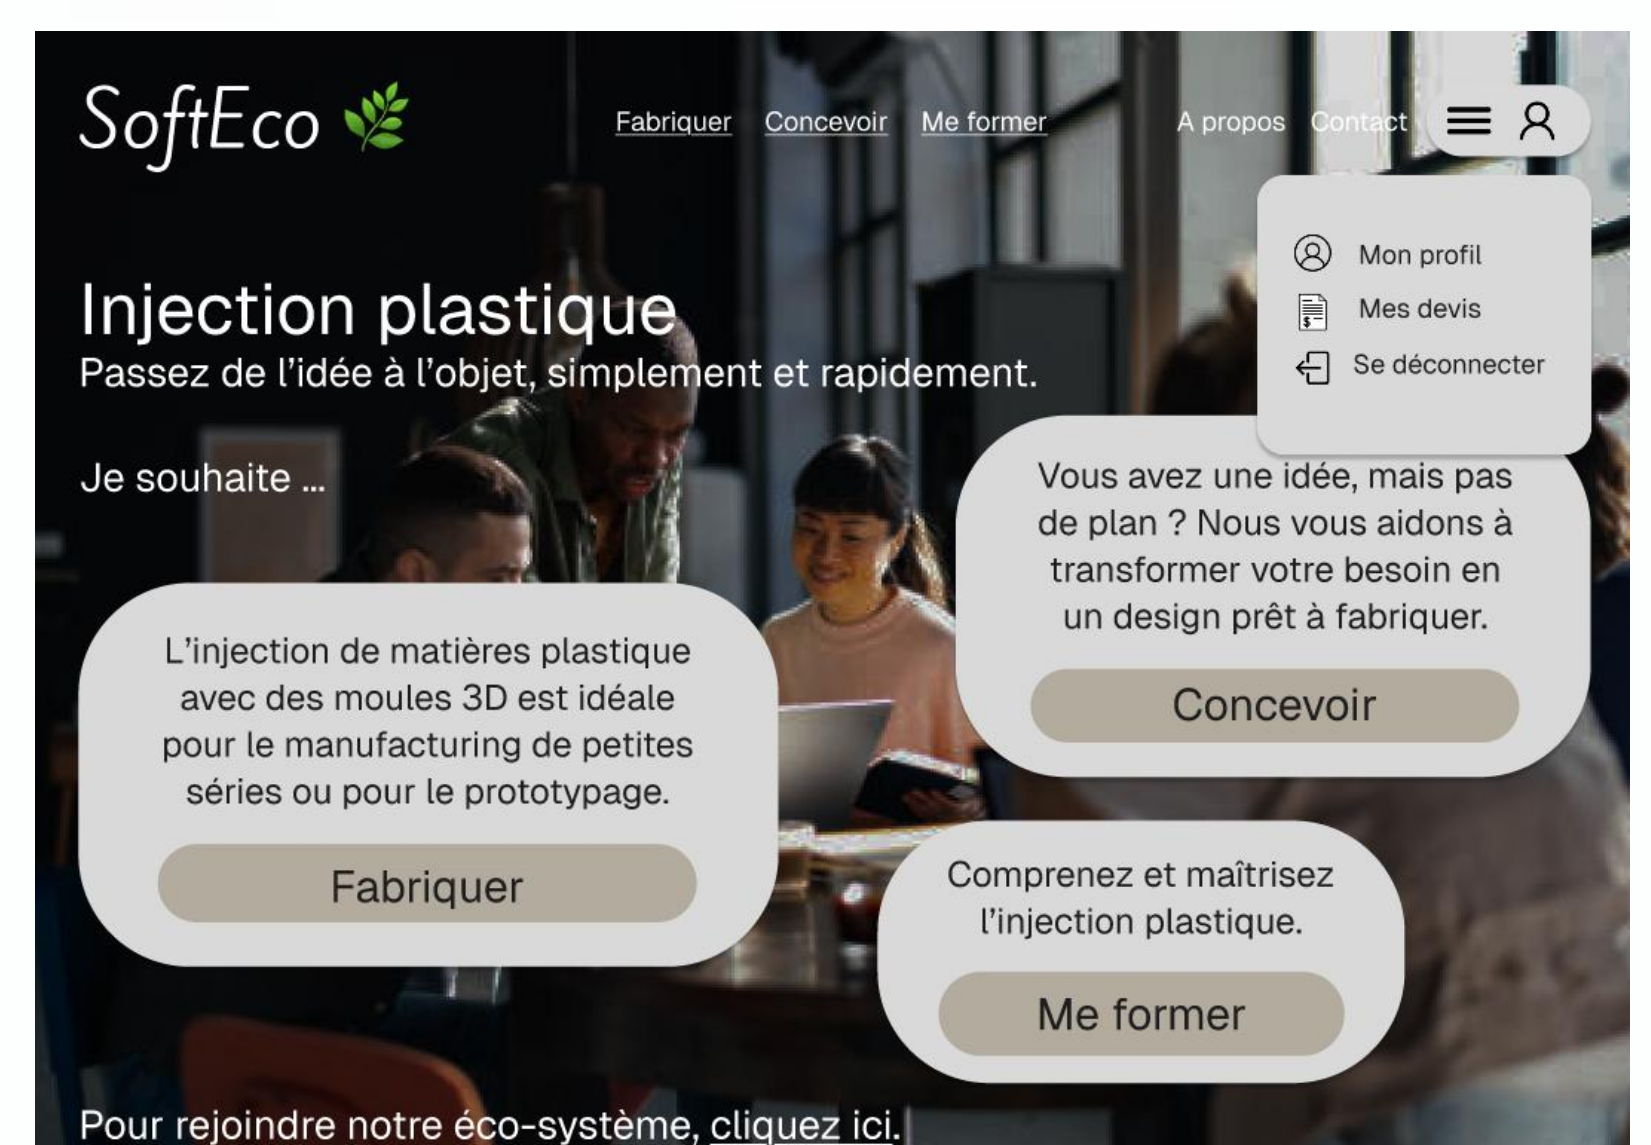 SoftEco
Fabriquer Concevoir Me former A propos Contact
Mon profil
Mes devis
Se déconnecter
Injection plastique
Passez de l’idée à l’objet, simplement et rapidement.
Je souhaite ...
Vous avez une idée, mais pas
de plan ? Nous vous aidons à
transformer votre besoin en
un design prêt à fabriquer.
Concevoir
L’injection de matières plastique
avec des moules 3D est idéale
pour le manufacturing de petites
séries ou pour le prototypage.
Fabriquer
Comprenez et maîtrisez
l’injection plastique.
Me former
Pour rejoindre notre éco-système, cliquez ici.